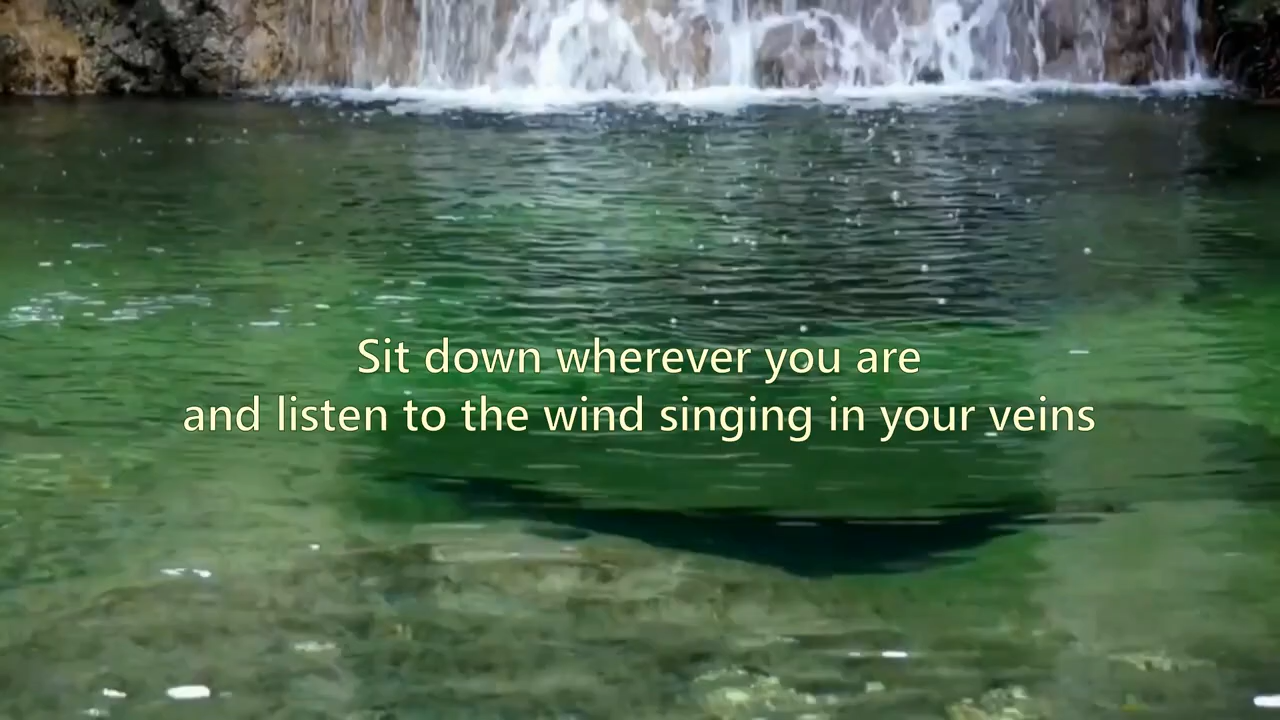 Sit down wherever you are
and listen to the wind singing in your veins